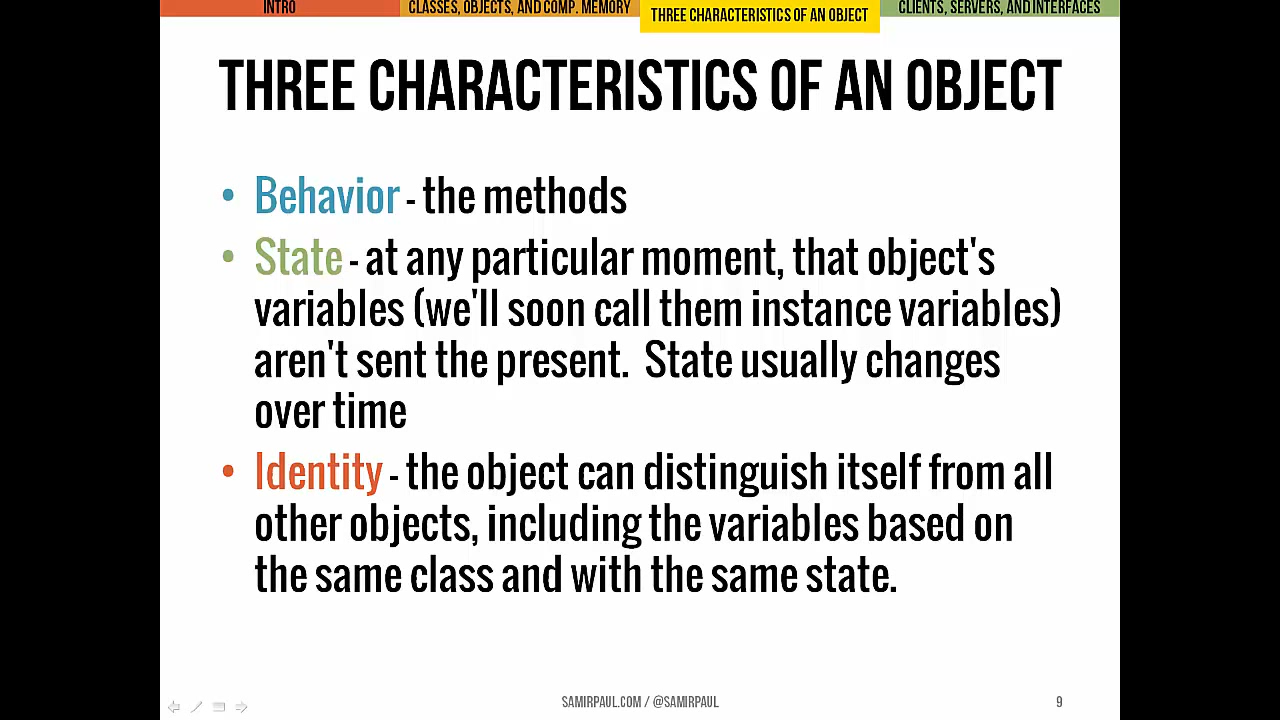 INTRO
CLASSES, OBJECTS, AND COMP. MEMORY
THREE CHARACTERISTICS OF AN OBJECT
CLIENTS, SERVERS, AND INTERFACES
THREE CHARACTERISTICS OF AN OBJECT
• Behavior - the methods
• State - at any particular moment, that object's
variables (we'll soon call them instance variables)
aren't sent the present.  State usually changes
over time
• Identity - the object can distinguish itself from all
other objects, including the variables based on
the same class and with the same state.
SAMIRPAUL.COM / @SAMIRPAUL
9